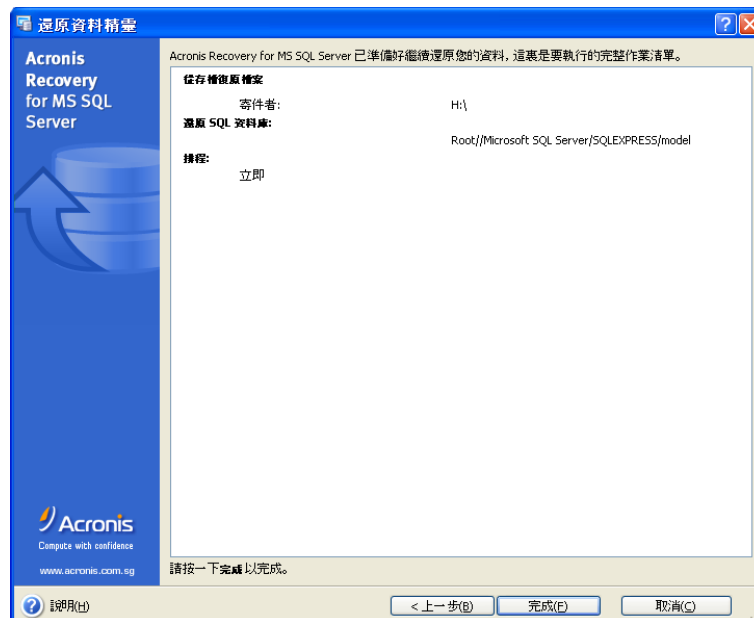 還原資料精靈
Acronis
Recovery
for MS SQL
Server
Acronis Recovery for MS SQL Server 已準備好繼續還原您的資料, 這裏是要執行的完整作業清單。
從存檔復原檔案
寄件者: H:\
還原 SQL 資料庫:
Root//Microsoft SQL Server/SQLEXPRESS/model
排程:
立即
Acronis
Compute with confidence
www.acronis.com.sg
請按一下完成以完成。
說明(H) < 上一步(B) 完成(F) 取消(C)